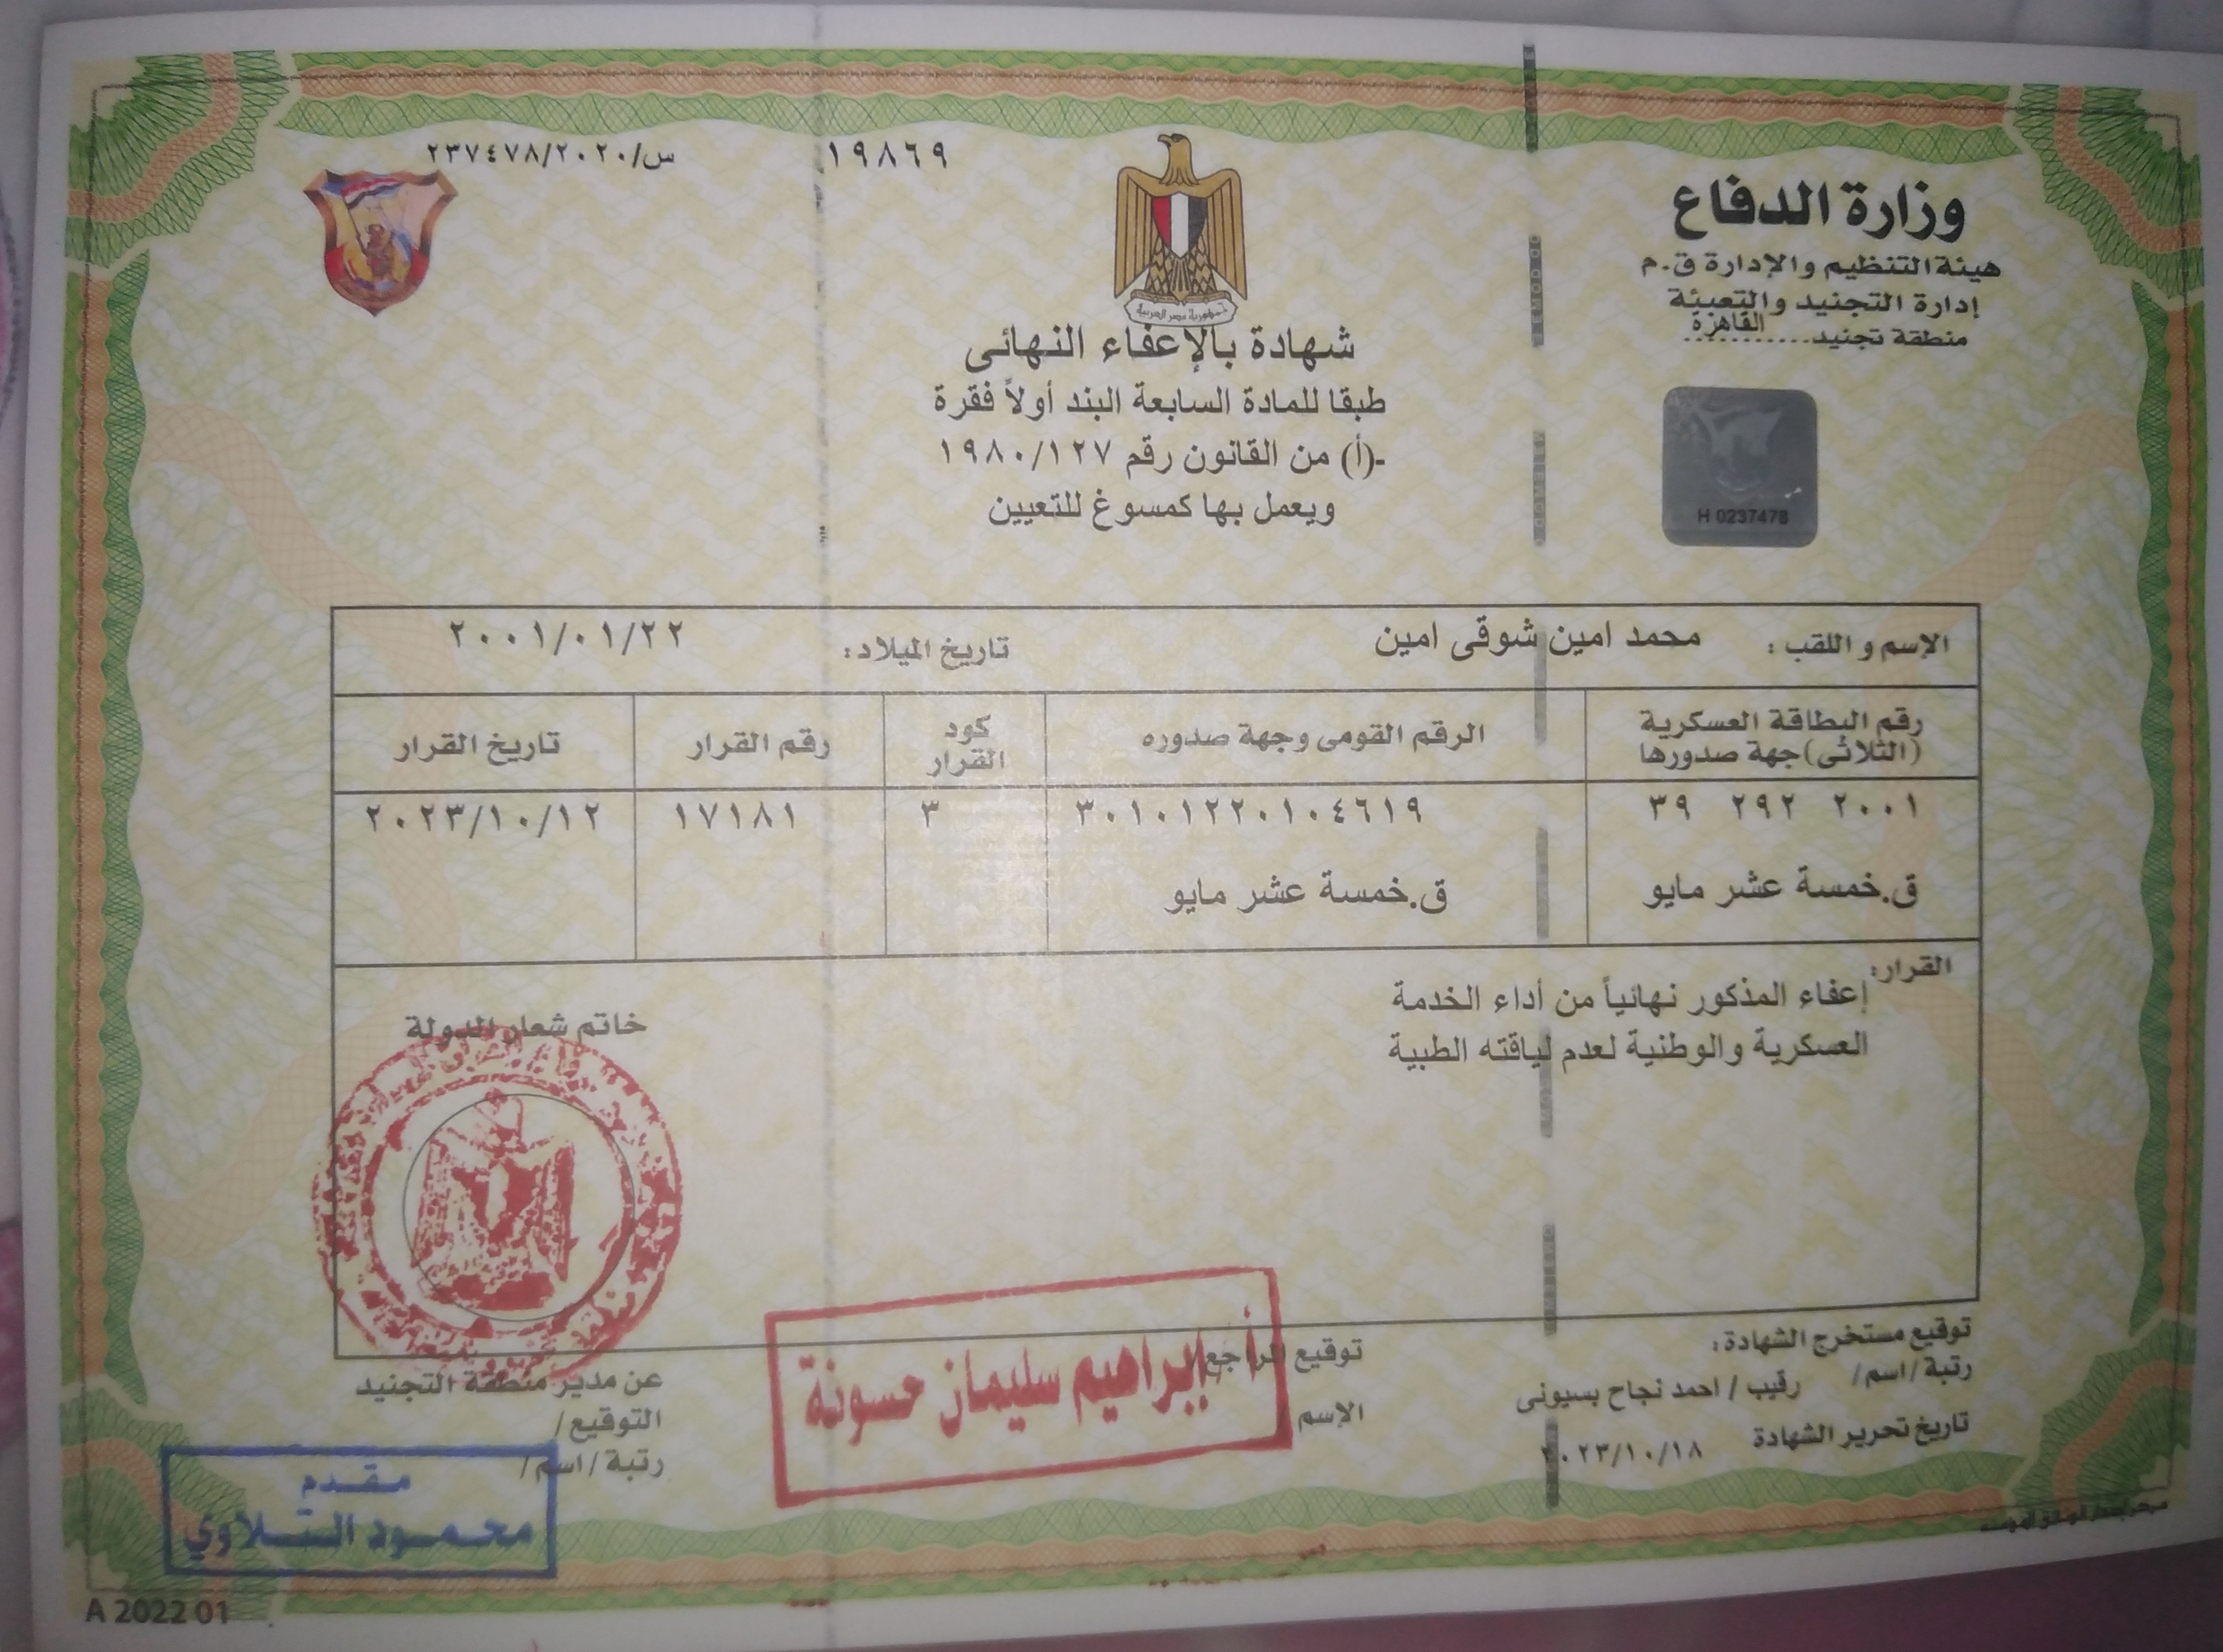 وزارة الدفاع
هيئة التنظيم والإدارة ق.م
إدارة التجنيد والتعبئة
منطقة تجنيد............القاهرة
١٩٨٦٩
س/٢٠٢٠/٢٣٧٤٧٨
جمهورية مصر العربية
شهادة بالإعفاء النهائى
طبقا للمادة السابعة البند أولاً فقرة
-(أ) من القانون رقم ١٩٨٠/١٢٧
ويعمل بها كمسوغ للتعيين
H 0237478
الإسم و اللقب : محمد امين شوقى امين تاريخ الميلاد: ٢٠٠١/٠١/٢٢
رقم البطاقة العسكرية (الثلاثى) جهة صدورها
الرقم القومى وجهة صدوره
كود القرار
رقم القرار
تاريخ القرار
٣٩ ٢٩٢ ٢٠٠١
٣٠١٠١٢٢٠١٠٤٦١٩
٣
١٧١٨١
٢٠٢٣/١٠/١٢
ق.خمسة عشر مايو
ق.خمسة عشر مايو
القرار:
إعفاء المذكور نهائياً من أداء الخدمة
العسكرية والوطنية لعدم لياقته الطبية
خاتم شعار الدولة
توقيع مستخرج الشهادة:
رتبة/اسم/ رقيب / احمد نجاح بسيونى
تاريخ تحرير الشهادة ٢٠٢٣/١٠/١٨
توقيع المراجع
الإسم /
أ / إبراهيم سليمان حسونة
عن مدير منطقة التجنيد
التوقيع/
رتبة/اسم/
مقدم
محمود التلاوي
A 2022 01